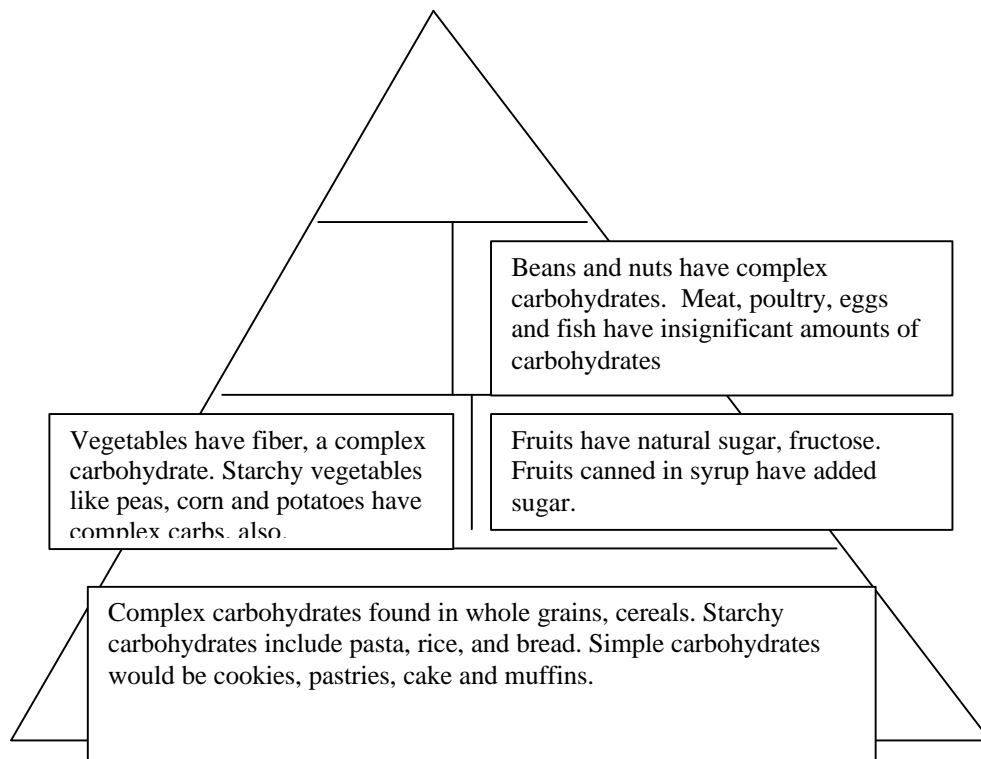 Beans and nuts have complex
carbohydrates.  Meat, poultry, eggs
and fish have insignificant amounts of
carbohydrates
Vegetables have fiber, a complex
carbohydrate. Starchy vegetables
like peas, corn and potatoes have
complex carbs, also.
Fruits have natural sugar, fructose.
Fruits canned in syrup have added
sugar.
Complex carbohydrates found in whole grains, cereals. Starchy
carbohydrates include pasta, rice, and bread. Simple carbohydrates
would be cookies, pastries, cake and muffins.